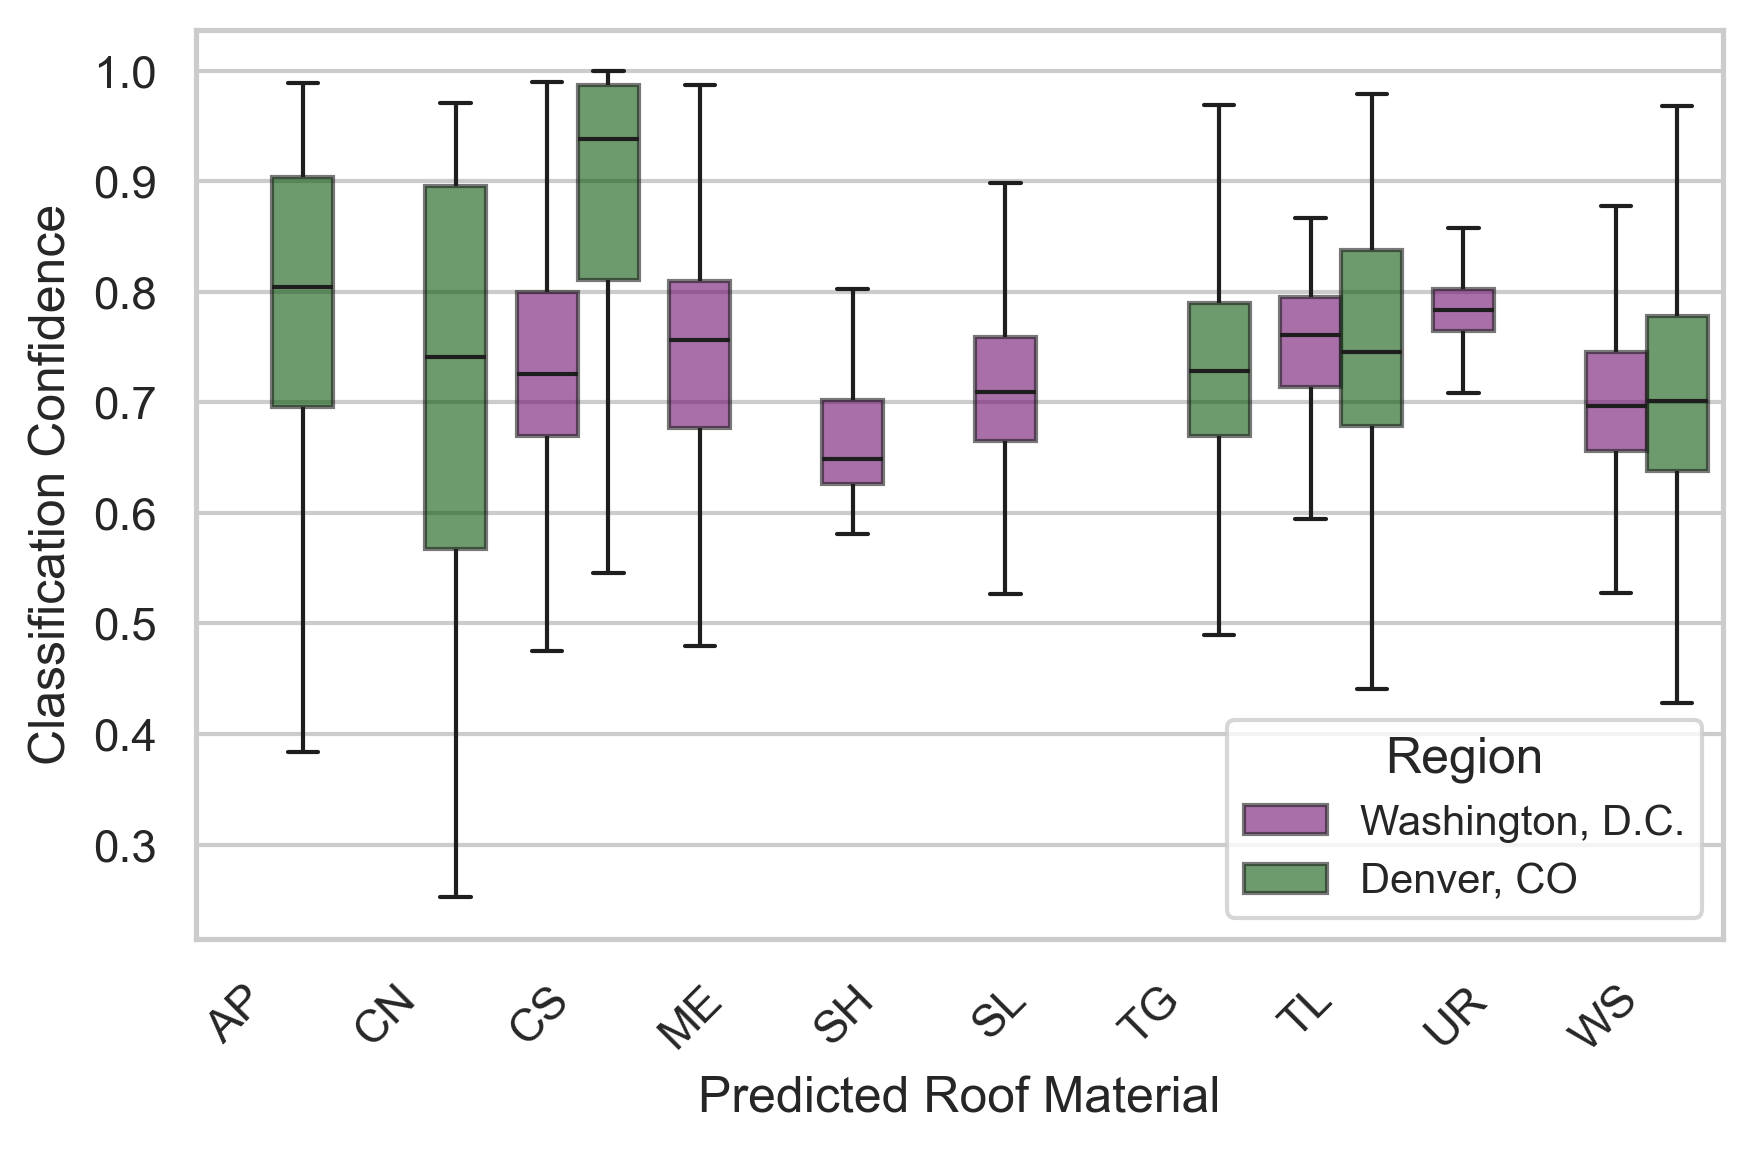 1.0
0.9
0.8
0.7
0.6
0.5
0.4
0.3
Classification Confidence
Region
Washington, D.C.
Denver, CO
AP
CN
CS
ME
SH
SL
TG
TL
UR
WS
Predicted Roof Material